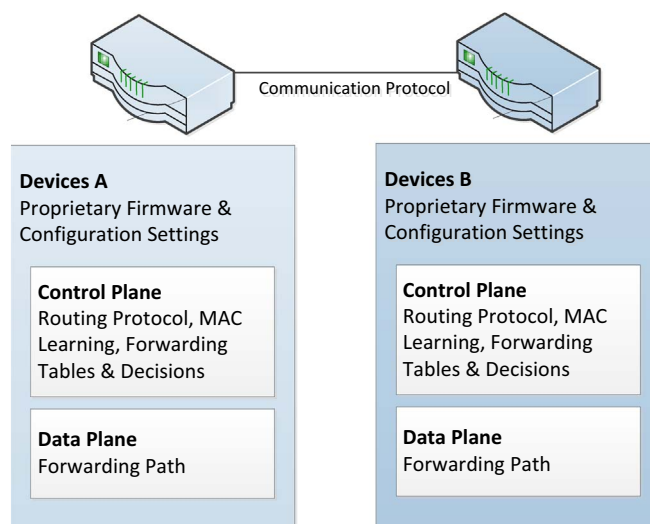 Communication Protocol
Devices A
Proprietary Firmware &
Configuration Settings
Control Plane
Routing Protocol, MAC
Learning, Forwarding
Tables & Decisions
Data Plane
Forwarding Path
Devices B
Proprietary Firmware &
Configuration Settings
Control Plane
Routing Protocol, MAC
Learning, Forwarding
Tables & Decisions
Data Plane
Forwarding Path